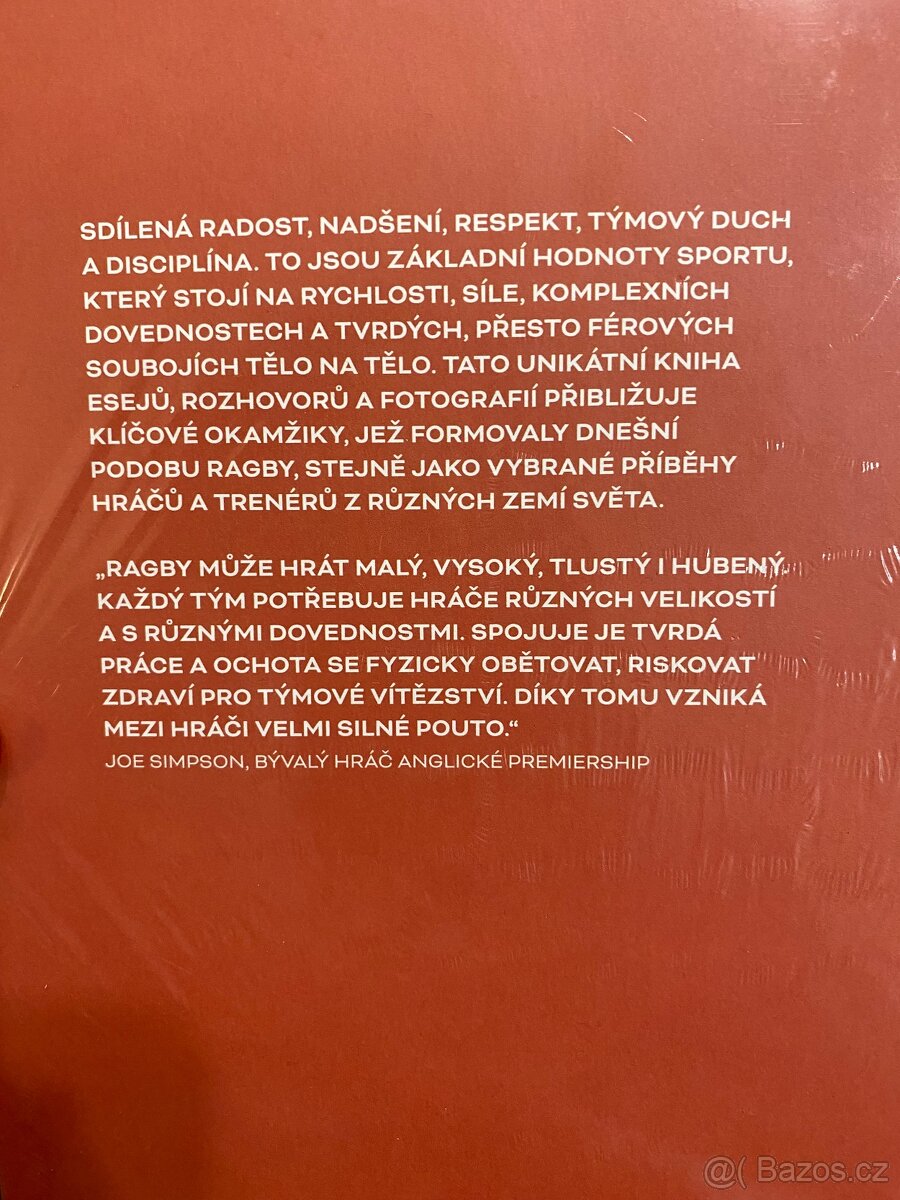 SDÍLENÁ RADOST, NADŠENÍ, RESPEKT, TÝMOVÝ DUCH
A DISCIPLÍNA. TO JSOU ZÁKLADNÍ HODNOTY SPORTU,
KTERÝ STOJÍ NA RYCHLOSTI, SÍLE, KOMPLEXNÍCH
DOVEDNOSTECH A TVRDÝCH, PŘESTO FÉROVÝCH
SOUBOJÍCH TĚLO NA TĚLO. TATO UNIKÁTNÍ KNIHA
ESEJŮ, ROZHOVORŮ A FOTOGRAFIÍ PŘIBLIŽUJE
KLÍČOVÉ OKAMŽIKY, JEŽ FORMOVALY DNEŠNÍ
PODOBU RAGBY, STEJNĚ JAKO VYBRANÉ PŘÍBĚHY
HRÁČŮ A TRENÉRŮ Z RŮZNÝCH ZEMÍ SVĚTA.
„RAGBY MŮŽE HRÁT MALÝ, VYSOKÝ, TLUSTÝ I HUBENÝ.
KAŽDÝ TÝM POTŘEBUJE HRÁČE RŮZNÝCH VELIKOSTÍ
A S RŮZNÝMI DOVEDNOSTMI. SPOJUJE JE TVRDÁ
PRÁCE A OCHOTA SE FYZICKY OBĚTOVAT, RISKOVAT
ZDRAVÍ PRO TÝMOVÉ VÍTĚZSTVÍ. DÍKY TOMU VZNIKÁ
MEZI HRÁČI VELMI SILNÉ POUTO.“
JOE SIMPSON, BÝVALÝ HRÁČ ANGLICKÉ PREMIERSHIP
@( Bazos.cz